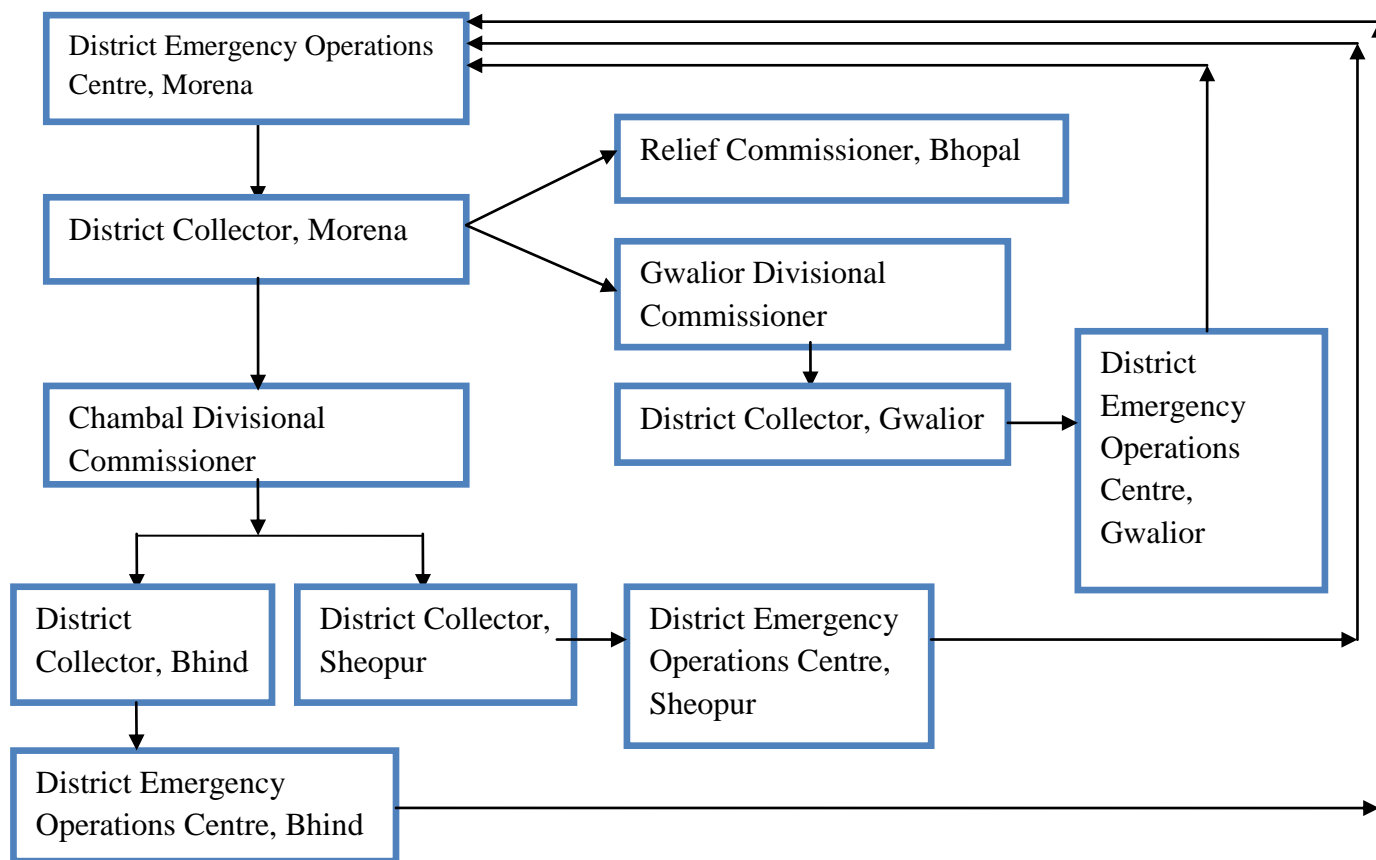 District Emergency Operations
Centre, Morena
Relief Commissioner, Bhopal
District Collector, Morena
Gwalior Divisional
Commissioner
District
Emergency
Operations
Centre,
Gwalior
Chambal Divisional
Commissioner
District Collector, Gwalior
District
Collector, Bhind
District Collector,
Sheopur
District Emergency
Operations Centre,
Sheopur
District Emergency
Operations Centre, Bhind